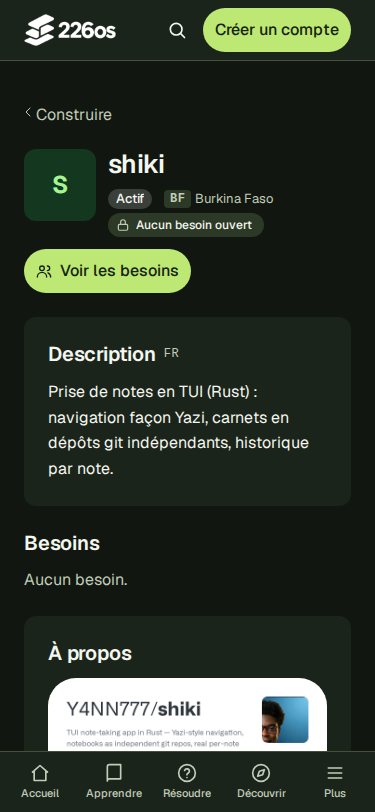 226os
Créer un compte
Construire
S
shiki
Actif
BF Burkina Faso
Aucun besoin ouvert
Voir les besoins
Description FR
Prise de notes en TUI (Rust) :
navigation façon Yazi, carnets en
dépôts git indépendants, historique
par note.
Besoins
Aucun besoin.
À propos
Y4NN777/shiki
TUI note-taking app in Rust — Yazi-style navigation,
notebooks as independent git repos, real per-note
Accueil
Apprendre
Résoudre
Découvrir
Plus